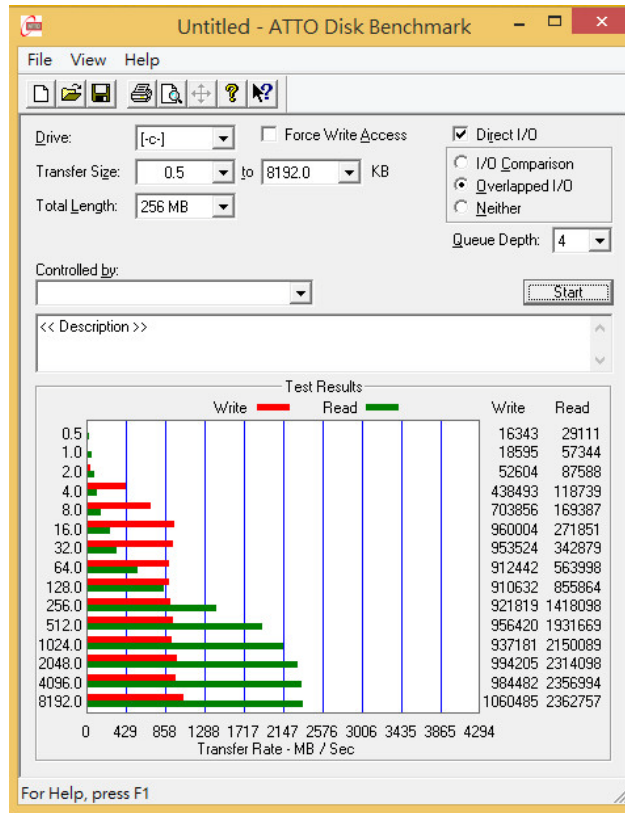 Untitled - ATTO Disk Benchmark
File View Help
Drive: [-c-] Force Write Access Direct I/O
Transfer Size: 0.5 to 8192.0 KB I/O Comparison
Overlapped I/O
Total Length: 256 MB Neither
Queue Depth: 4
Controlled by:
Start
<< Description >>
Test Results
Write Read Write Read
0.5 16343 29111
1.0 18595 57344
2.0 52604 87588
4.0 438493 118739
8.0 703856 169387
16.0 960004 271851
32.0 953524 342879
64.0 912442 563998
128.0 910632 855864
256.0 921819 1418098
512.0 956420 1931669
1024.0 937181 2150089
2048.0 994205 2314098
4096.0 984482 2356994
8192.0 1060485 2362757
0 429 858 1288 1717 2147 2576 3006 3435 3865 4294
Transfer Rate - MB / Sec
For Help, press F1